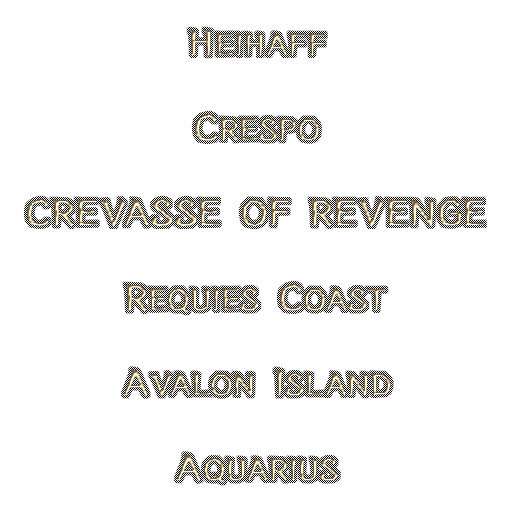 Heihaff
Crespo
CREVASSE OF REVENGE
Requies Coast
Avalon Island
Aquarius